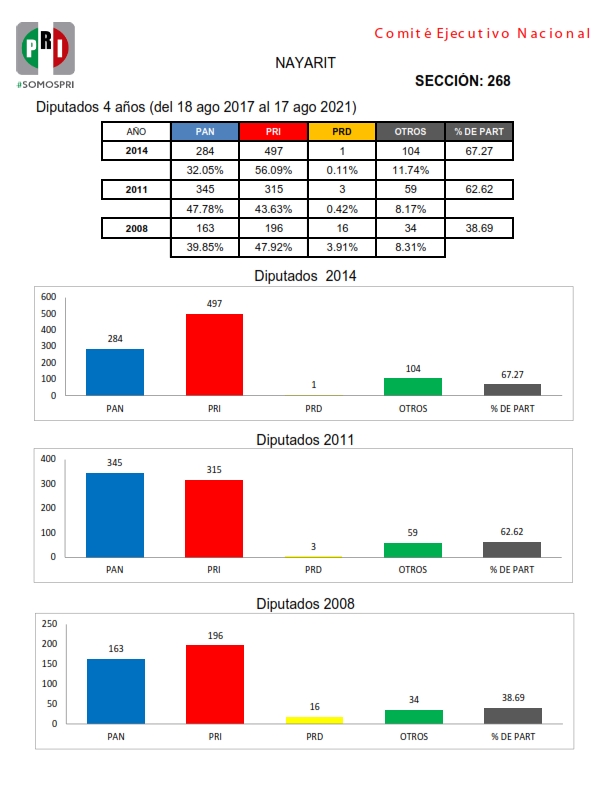 Comité Ejecutivo Nacional
PRI
#SOMOSPRI
NAYARIT
SECCIÓN: 268
Diputados 4 años (del 18 ago 2017 al 17 ago 2021)
AÑO PAN PRI PRD OTROS % DE PART
2014 284 497 1 104 67.27
32.05% 56.09% 0.11% 11.74%
2011 345 315 3 59 62.62
47.78% 43.63% 0.42% 8.17%
2008 163 196 16 34 38.69
39.85% 47.92% 3.91% 8.31%
Diputados 2014
600
500
400
300
200
100
0
284
497
1
104
67.27
PAN PRI PRD OTROS % DE PART
Diputados 2011
400
300
200
100
0
345
315
3
59
62.62
PAN PRI PRD OTROS % DE PART
Diputados 2008
250
200
150
100
50
0
163
196
16
34
38.69
PAN PRI PRD OTROS % DE PART